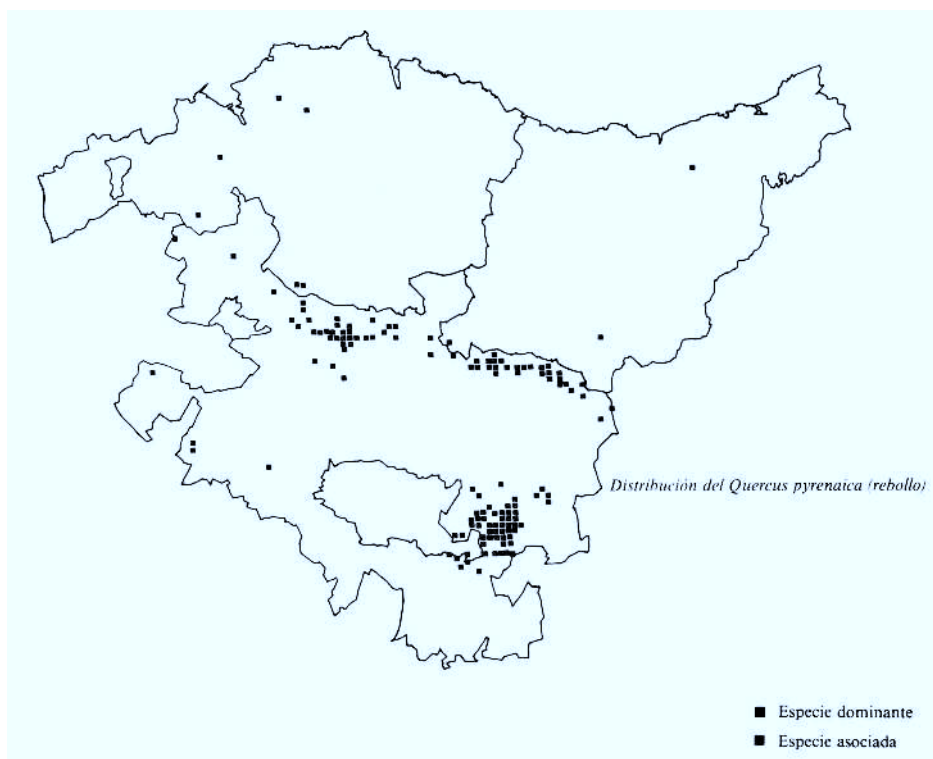 Distribución del Quercus pyrenaica (rebollo)
Especie dominante
Especie asociada